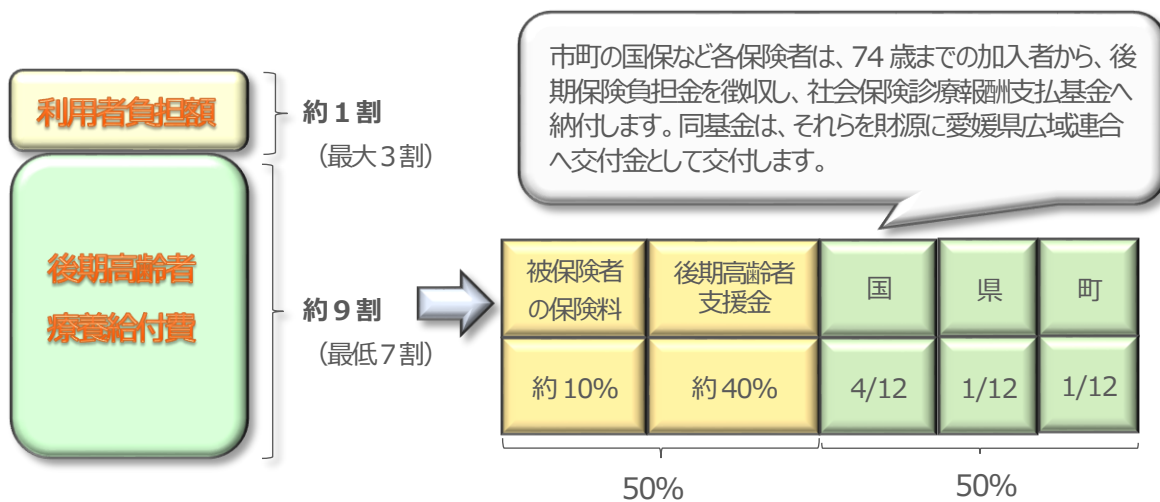 市町の国保など各保険者は、74歳までの加入者から、後
期保険負担金を徴収し、社会保険診療報酬支払基金へ
納付します。同基金は、それらを財源に愛媛県広域連合
へ交付金として交付します。
利用者負担額
約1割
（最大3割）
後期高齢者
療養給付費
約9割
（最低7割）
被保険者
の保険料
後期高齢者
支援金
国
県
町
約10%
約40%
4/12
1/12
1/12
50%
50%